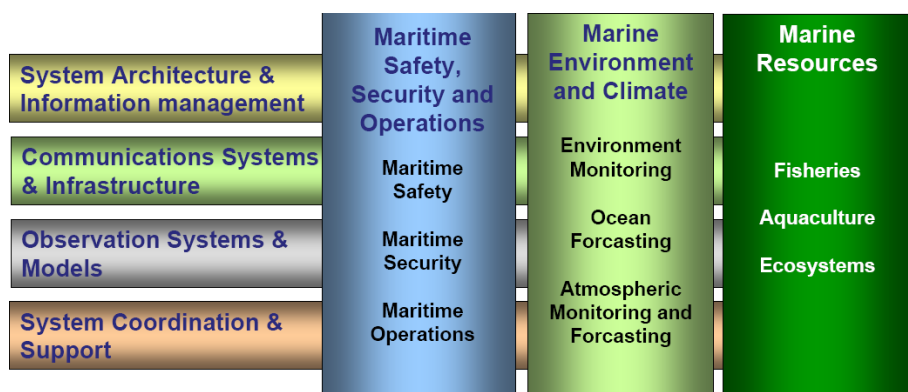 System Architecture &
Information management
Communications Systems
& Infrastructure
Observation Systems &
Models
System Coordination &
Support
Maritime
Safety,
Security and
Operations
Maritime
Safety
Maritime
Security
Maritime
Operations
Marine
Environment
and Climate
Environment
Monitoring
Ocean
Forcasting
Atmospheric
Monitoring and
Forcasting
Marine
Resources
Fisheries
Aquaculture
Ecosystems